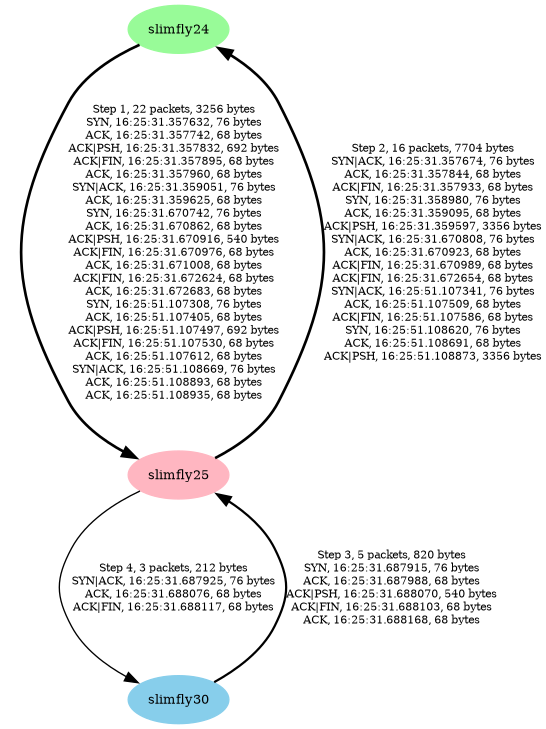 slimfly24
Step 1, 22 packets, 3256 bytes
SYN, 16:25:31.357632, 76 bytes
ACK, 16:25:31.357742, 68 bytes
ACK|PSH, 16:25:31.357832, 692 bytes
ACK|FIN, 16:25:31.357895, 68 bytes
ACK, 16:25:31.357960, 68 bytes
SYN|ACK, 16:25:31.359051, 76 bytes
ACK, 16:25:31.359625, 68 bytes
SYN, 16:25:31.670742, 76 bytes
ACK, 16:25:31.670862, 68 bytes
ACK|PSH, 16:25:31.670916, 540 bytes
ACK|FIN, 16:25:31.670976, 68 bytes
ACK, 16:25:31.671008, 68 bytes
ACK|FIN, 16:25:31.672624, 68 bytes
ACK, 16:25:31.672683, 68 bytes
SYN, 16:25:51.107308, 76 bytes
ACK, 16:25:51.107405, 68 bytes
ACK|PSH, 16:25:51.107497, 692 bytes
ACK|FIN, 16:25:51.107530, 68 bytes
ACK, 16:25:51.107612, 68 bytes
SYN|ACK, 16:25:51.108669, 76 bytes
ACK, 16:25:51.108893, 68 bytes
ACK, 16:25:51.108935, 68 bytes
Step 2, 16 packets, 7704 bytes
SYN|ACK, 16:25:31.357674, 76 bytes
ACK, 16:25:31.357844, 68 bytes
ACK|FIN, 16:25:31.357933, 68 bytes
SYN, 16:25:31.358980, 76 bytes
ACK, 16:25:31.359095, 68 bytes
ACK|PSH, 16:25:31.359597, 3356 bytes
SYN|ACK, 16:25:31.670808, 76 bytes
ACK, 16:25:31.670923, 68 bytes
ACK|FIN, 16:25:31.670989, 68 bytes
ACK|FIN, 16:25:31.672654, 68 bytes
SYN|ACK, 16:25:51.107341, 76 bytes
ACK, 16:25:51.107509, 68 bytes
ACK|FIN, 16:25:51.107586, 68 bytes
SYN, 16:25:51.108620, 76 bytes
ACK, 16:25:51.108691, 68 bytes
ACK|PSH, 16:25:51.108873, 3356 bytes
slimfly25
Step 4, 3 packets, 212 bytes
SYN|ACK, 16:25:31.687925, 76 bytes
ACK, 16:25:31.688076, 68 bytes
ACK|FIN, 16:25:31.688117, 68 bytes
Step 3, 5 packets, 820 bytes
SYN, 16:25:31.687915, 76 bytes
ACK, 16:25:31.687988, 68 bytes
ACK|PSH, 16:25:31.688070, 540 bytes
ACK|FIN, 16:25:31.688103, 68 bytes
ACK, 16:25:31.688168, 68 bytes
slimfly30